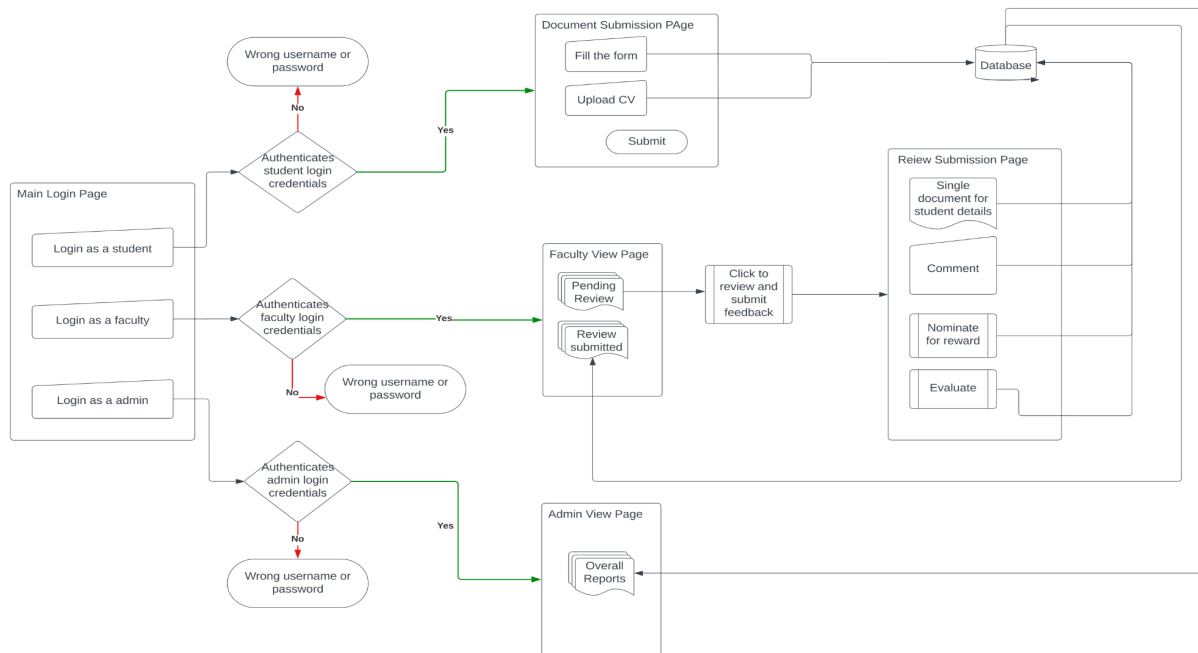 Document Submission PAge
Fill the form
Upload CV
Submit
Database
Wrong username or
password
No
Yes
Authenticates
student login
credentials
Main Login Page
Login as a student
Login as a faculty
Login as a admin
Authenticates
faculty login
credentials
Yes
No
Wrong username or
password
Faculty View Page
Pending
Review
Review
submitted
Click to
review and
submit
feedback
Reiew Submission Page
Single
document for
student details
Comment
Nominate
for reward
Evaluate
Authenticates
admin login
credentials
Yes
No
Wrong username or
password
Admin View Page
Overall
Reports